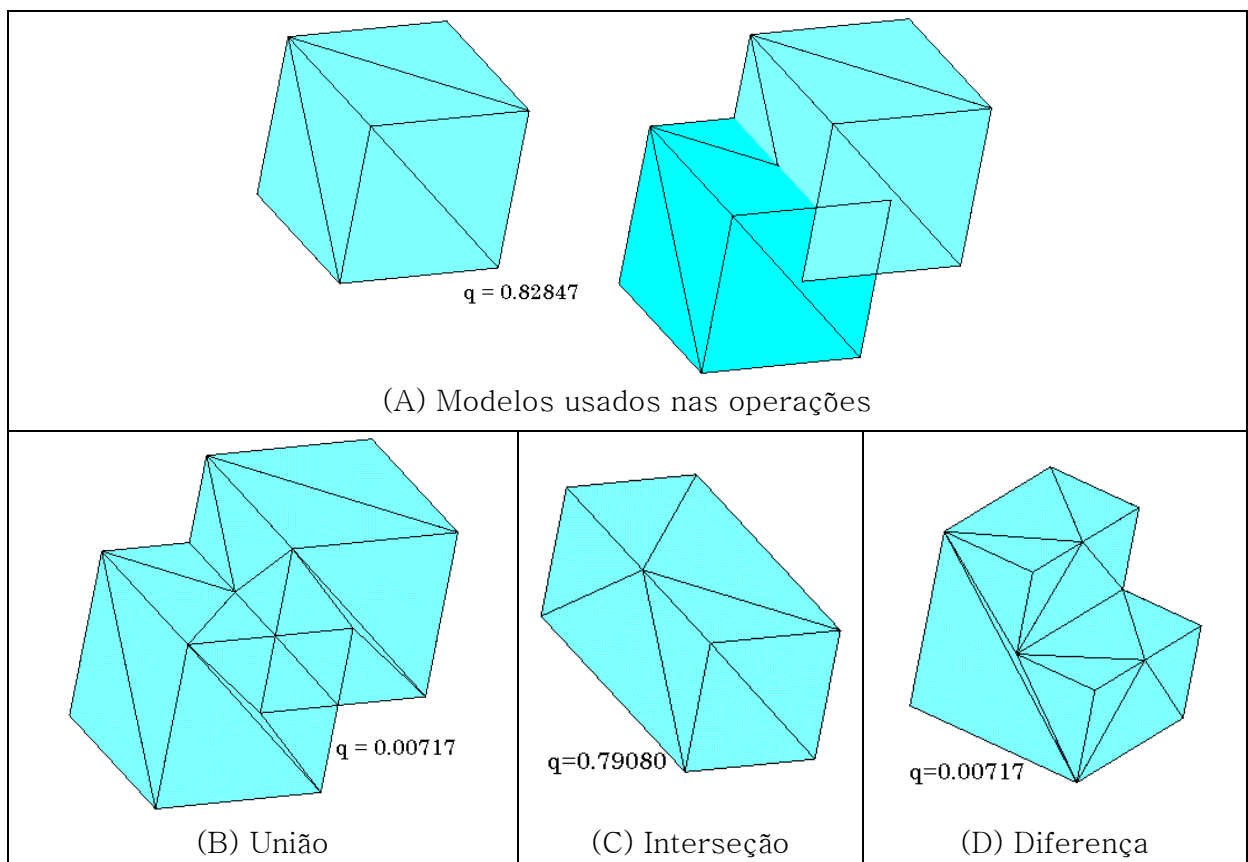 q = 0.82847
(A) Modelos usados nas operações
q = 0.00717
q=0.79080
q=0.00717
(B) União
(C) Interseção
(D) Diferença